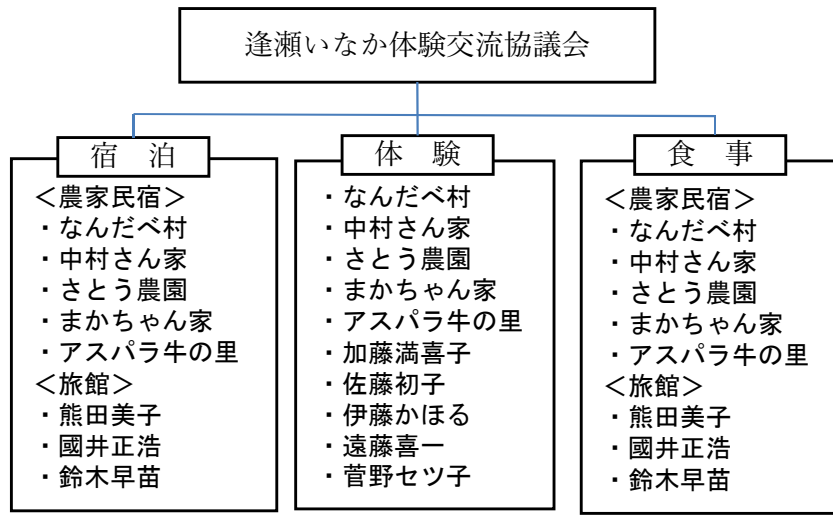 逢瀬いなか体験交流協議会
宿　泊
＜農家民宿＞
・なんだべ村
・中村さん家
・さとう農園
・まかちゃん家
・アスパラ牛の里
＜旅館＞
・熊田美子
・國井正浩
・鈴木早苗
体　験
・なんだべ村
・中村さん家
・さとう農園
・まかちゃん家
・アスパラ牛の里
・加藤満喜子
・佐藤初子
・伊藤かほる
・遠藤喜一
・菅野セツ子
食　事
＜農家民宿＞
・なんだべ村
・中村さん家
・さとう農園
・まかちゃん家
・アスパラ牛の里
＜旅館＞
・熊田美子
・國井正浩
・鈴木早苗